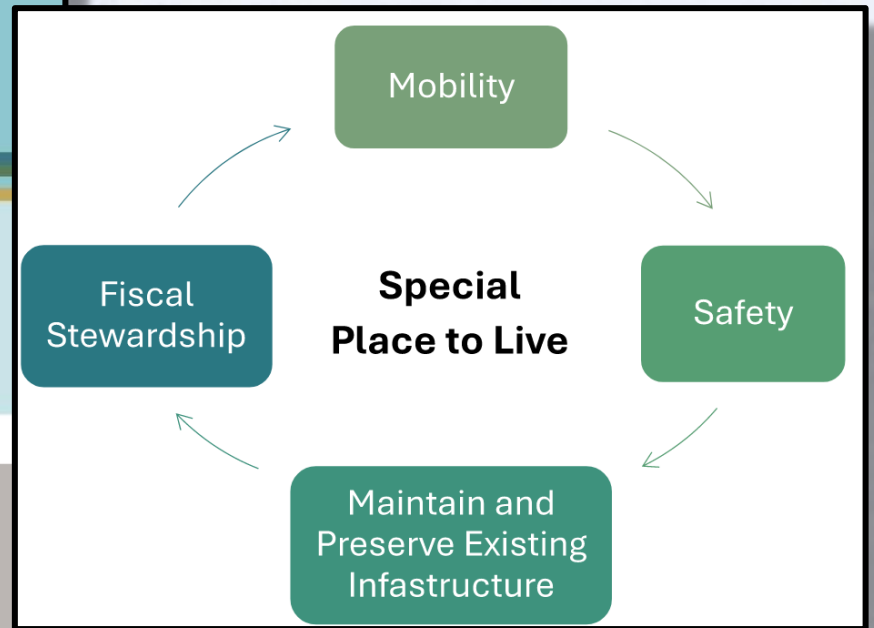 Mobility
Fiscal
Stewardship
Special
Place to Live
Safety
Maintain and
Preserve Existing
Infastructure